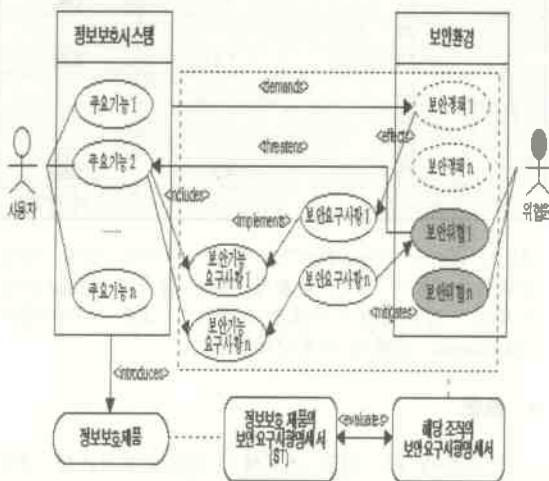 정보보호시스템
보안환경
주요기능 1
<demands>
보안정책 1
<effects>
주요기능 2
<threatens>
보안정책 n
사용자
<includes>
<implements>
보안요구사항 1
보안위협 1
......
보안기능
요구사항 1
보안요구사항 n
주요기능 n
보안위협 n
보안기능
요구사항 n
<mitigates>
<introduces>
정보보호제품
정보보호 제품의
보안요구사항명세서
(ST)
<evaluates>
해당 조직의
보안요구사항명세서